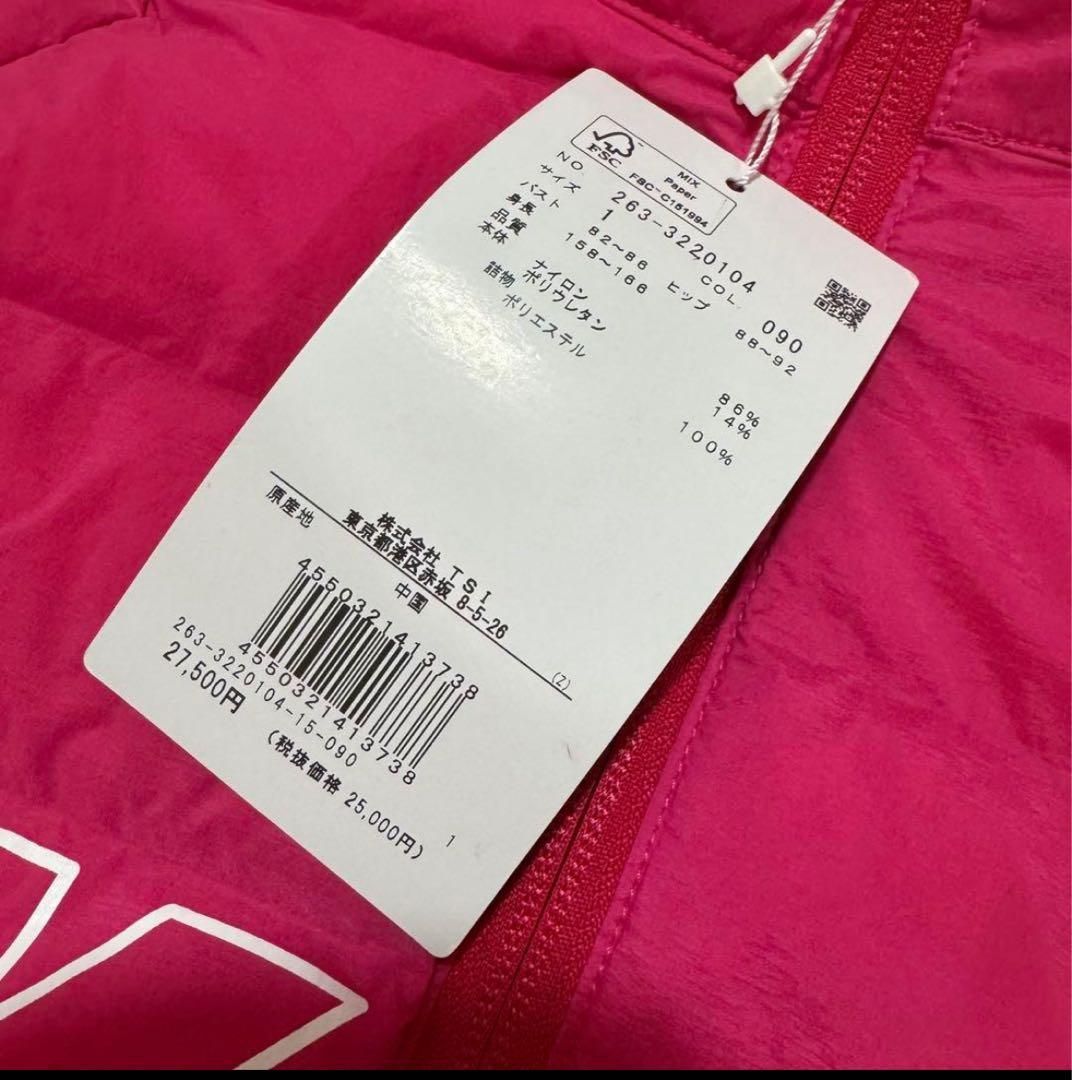 FSC
MIX
Paper
FSC™ C151994
NO. 263-3220104 COL. 090
サイズ 1
バスト 82~86 ヒップ 88~92
身長 158~166
品質
本体 ナイロン 86%
ポリウレタン 14%
詰物 ポリエステル 100%
株式会社 TSI
東京都港区赤坂 8-5-26
原産地 中国 (Z)
4550321413738
4550321413738
263-3220104-15-090
27,500円
(税抜価格 25,000円) 1